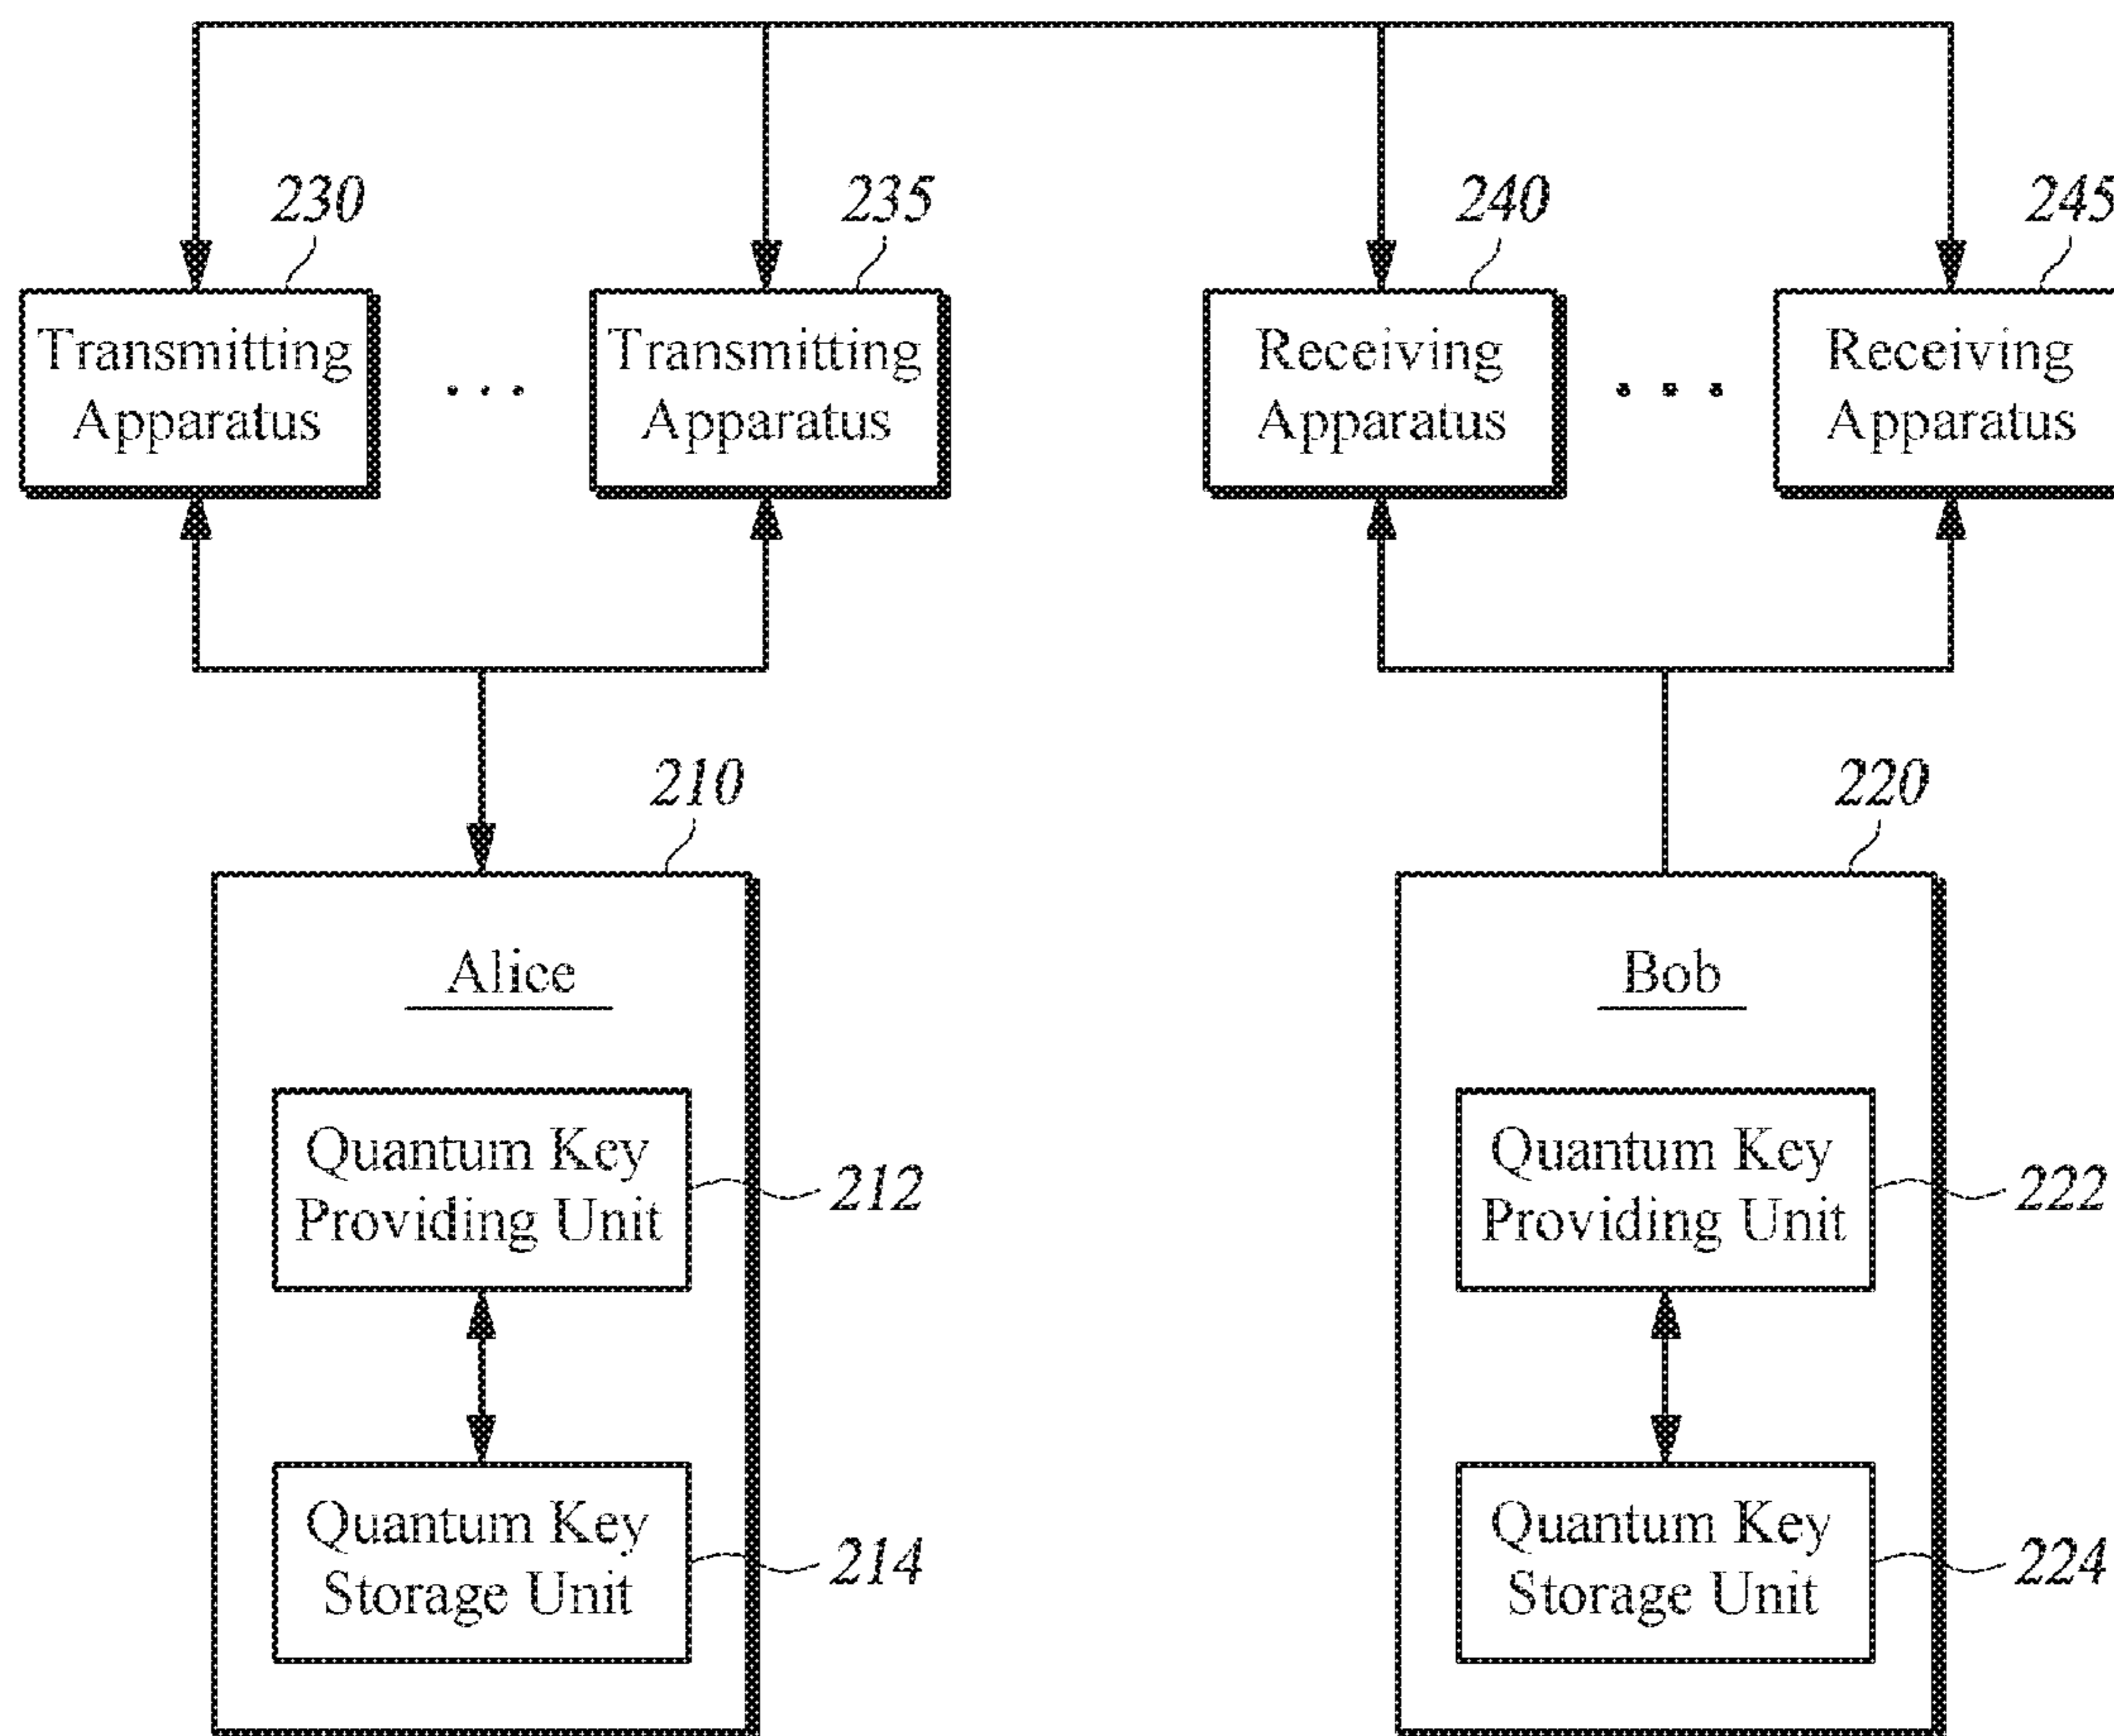 230
235
240
245
Transmitting
Apparatus
...
Transmitting
Apparatus
Receiving
Apparatus
...
Receiving
Apparatus
210
220
Alice
Bob
Quantum Key
Providing Unit
212
Quantum Key
Providing Unit
222
Quantum Key
Storage Unit
214
Quantum Key
Storage Unit
224